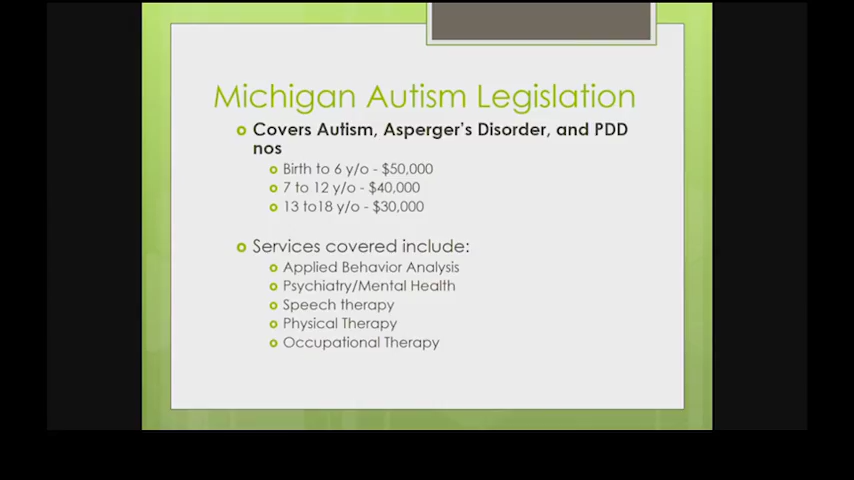 Michigan Autism Legislation
Covers Autism, Asperger's Disorder, and PDD
nos
Birth to 6 y/o - $50,000
7 to 12 y/o - $40,000
13 to18 y/o - $30,000
Services covered include:
Applied Behavior Analysis
Psychiatry/Mental Health
Speech therapy
Physical Therapy
Occupational Therapy